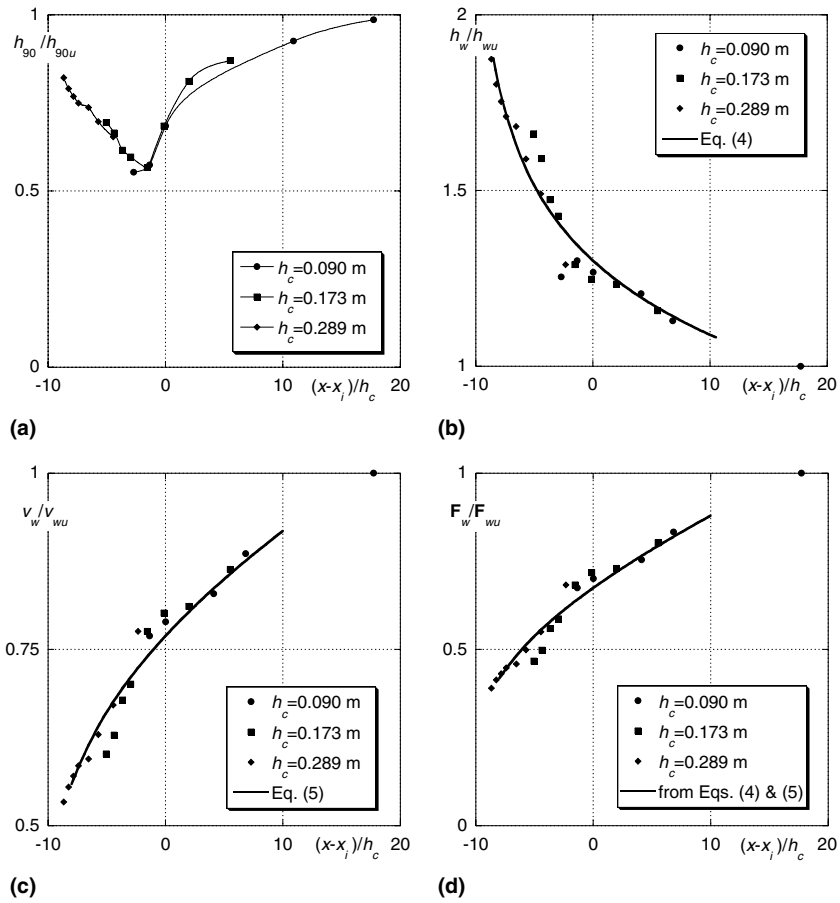 1
h90/h90u
0.5
0
-10
0
10
(x-xi)/hc
20
hc=0.090 m
hc=0.173 m
hc=0.289 m
(a)
2
hw/hwu
1.5
1
-10
0
10
(x-xi)/hc
20
hc=0.090 m
hc=0.173 m
hc=0.289 m
Eq. (4)
(b)
1
vw/vwu
0.75
0.5
-10
0
10
(x-xi)/hc
20
hc=0.090 m
hc=0.173 m
hc=0.289 m
Eq. (5)
(c)
1
Fw/Fwu
0.5
0
-10
0
10
(x-xi)/hc
20
hc=0.090 m
hc=0.173 m
hc=0.289 m
from Eqs. (4) & (5)
(d)